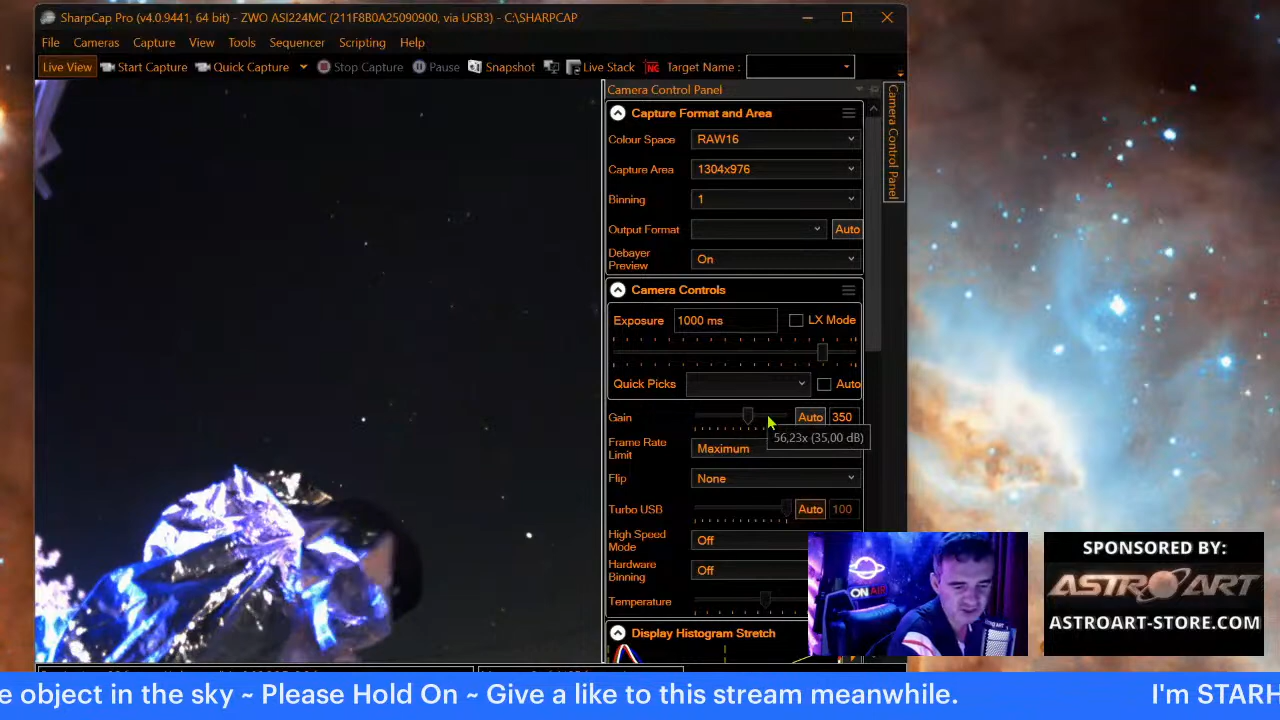 SharpCap Pro (v4.0.9441, 64 bit) - ZWO ASI224MC (211F8B0A25090900, via USB3) - C:\SHARPCAP
File Cameras Capture View Tools Sequencer Scripting Help
Live View Start Capture Quick Capture Stop Capture Pause Snapshot Live Stack Target Name :
Camera Control Panel
Camera Control Panel
Capture Format and Area
Colour Space RAW16
Capture Area 1304x976
Binning 1
Output Format Auto
Debayer
Preview On
Camera Controls
Exposure 1000 ms LX Mode
Quick Picks Auto
Gain Auto 350
56,23x (35,00 dB)
Frame Rate
Limit Maximum
Flip None
Turbo USB Auto 100
High Speed
Mode Off
Hardware
Binning Off
Temperature
Display Histogram Stretch
ON AIR
SPONSORED BY:
ASTROART
ASTROART-STORE.COM
e object in the sky ~ Please Hold On ~ Give a like to this stream meanwhile. I'm STARH